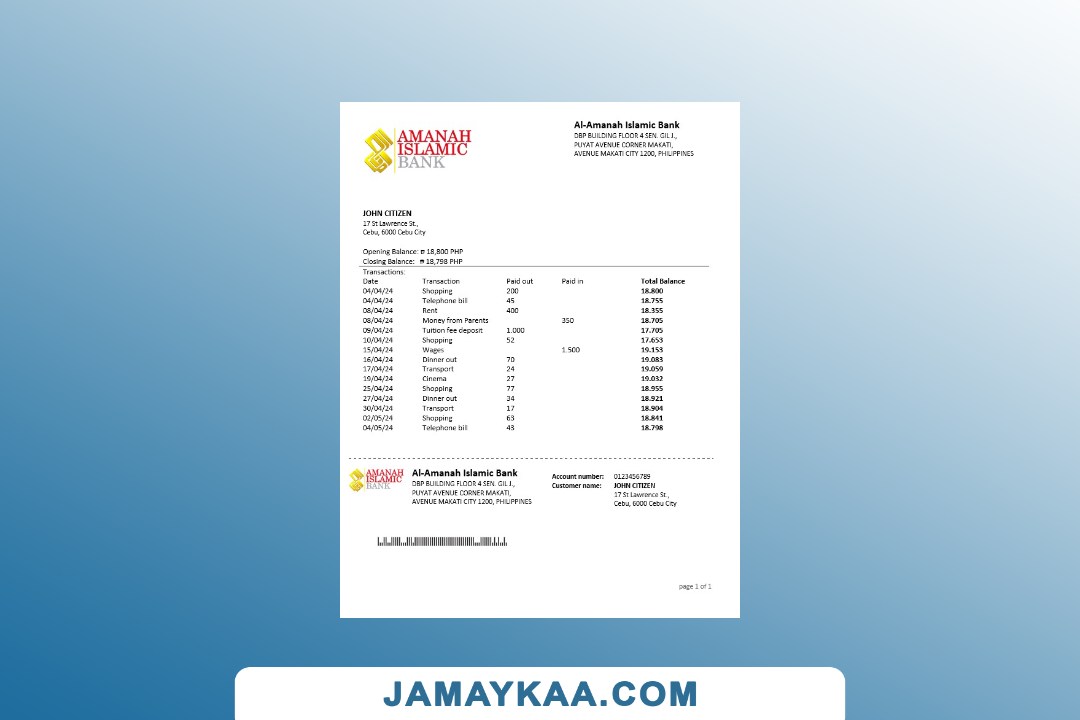 AMANAH
ISLAMIC
BANK
Al-Amanah Islamic Bank
DBP BUILDING FLOOR 4 SEN. GIL J.,
PUYAT AVENUE CORNER MAKATI,
AVENUE MAKATI CITY 1200, PHILIPPINES
JOHN CITIZEN
17 St Lawrence St.,
Cebu, 6000 Cebu City
Opening Balance: ₱ 18,800 PHP
Closing Balance: ₱ 18,798 PHP
Transactions:
Date Transaction Paid out Paid in Total Balance
04/04/24 Shopping 200 18.800
04/04/24 Telephone bill 45 18.755
08/04/24 Rent 400 18.355
08/04/24 Money from Parents 350 18.705
09/04/24 Tuition fee deposit 1.000 17.705
10/04/24 Shopping 52 17.653
15/04/24 Wages 1.500 19.153
16/04/24 Dinner out 70 19.083
17/04/24 Transport 24 19.059
19/04/24 Cinema 27 19.032
25/04/24 Shopping 77 18.955
27/04/24 Dinner out 34 18.921
30/04/24 Transport 17 18.904
02/05/24 Shopping 63 18.841
04/05/24 Telephone bill 43 18.798
AMANAH
ISLAMIC
BANK
Al-Amanah Islamic Bank
DBP BUILDING FLOOR 4 SEN. GIL J.,
PUYAT AVENUE CORNER MAKATI,
AVENUE MAKATI CITY 1200, PHILIPPINES
Account number: 0123456789
Customer name: JOHN CITIZEN
17 St Lawrence St.,
Cebu, 6000 Cebu City
page 1 of 1
JAMAYKAA.COM